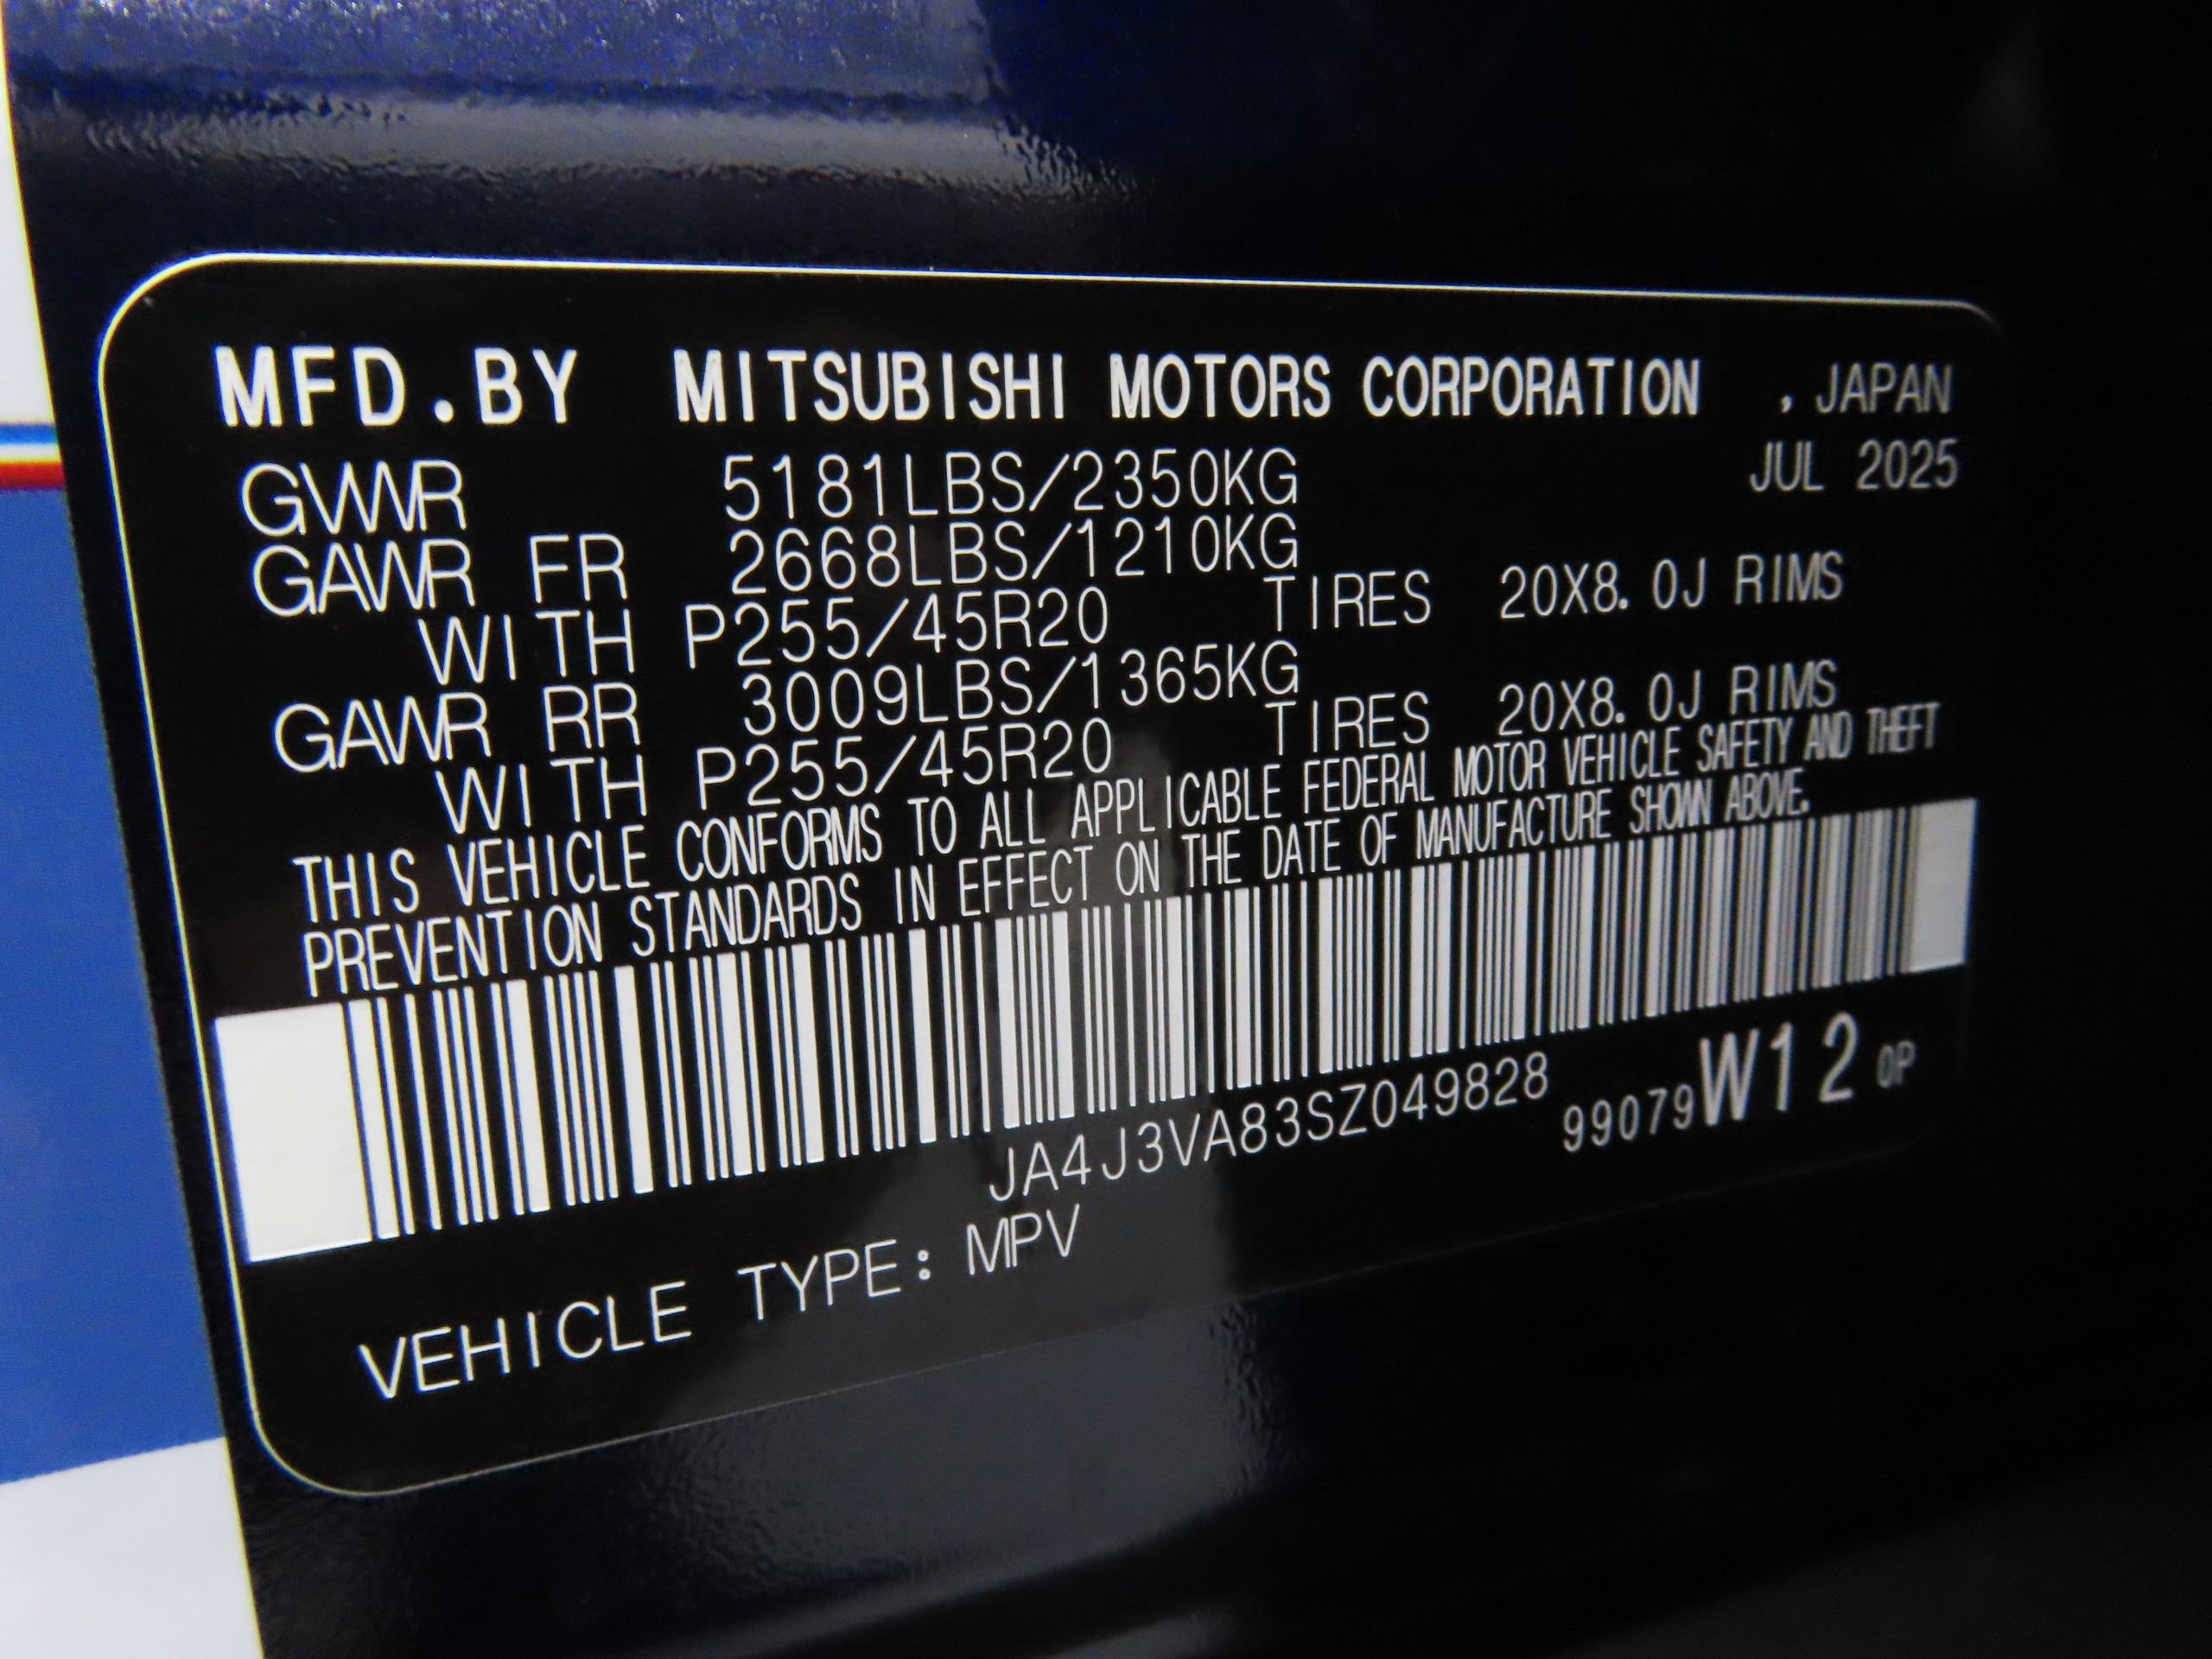 MFD.BY MITSUBISHI MOTORS CORPORATION , JAPAN
GVWR 5181LBS/2350KG JUL 2025
GAWR FR 2668LBS/1210KG
WITH P255/45R20 TIRES 20X8.0J RIMS
GAWR RR 3009LBS/1365KG
WITH P255/45R20 TIRES 20X8.0J RIMS
THIS VEHICLE CONFORMS TO ALL APPLICABLE FEDERAL MOTOR VEHICLE SAFETY AND THEFT
PREVENTION STANDARDS IN EFFECT ON THE DATE OF MANUFACTURE SHOWN ABOVE.
JA4J3VA83SZ049828 99079W12 0P
VEHICLE TYPE: MPV